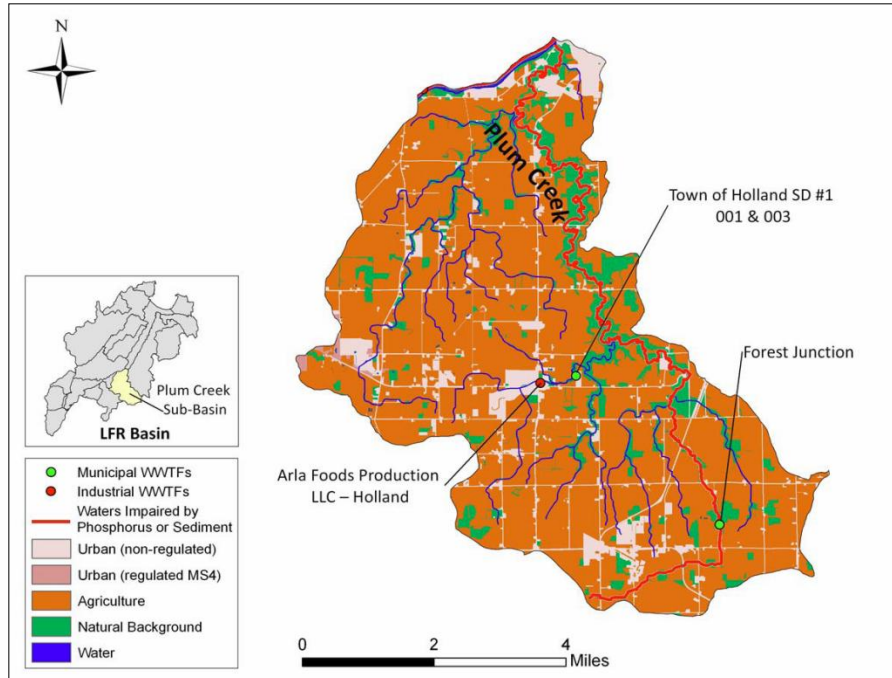 N
Plum Creek
Town of Holland SD #1
001 & 003
Forest Junction
Arla Foods Production
LLC – Holland
Plum Creek
Sub-Basin
LFR Basin
Municipal WWTFs
Industrial WWTFs
Waters Impaired by
Phosphorus or Sediment
Urban (non-regulated)
Urban (regulated MS4)
Agriculture
Natural Background
Water
0 2 4
Miles